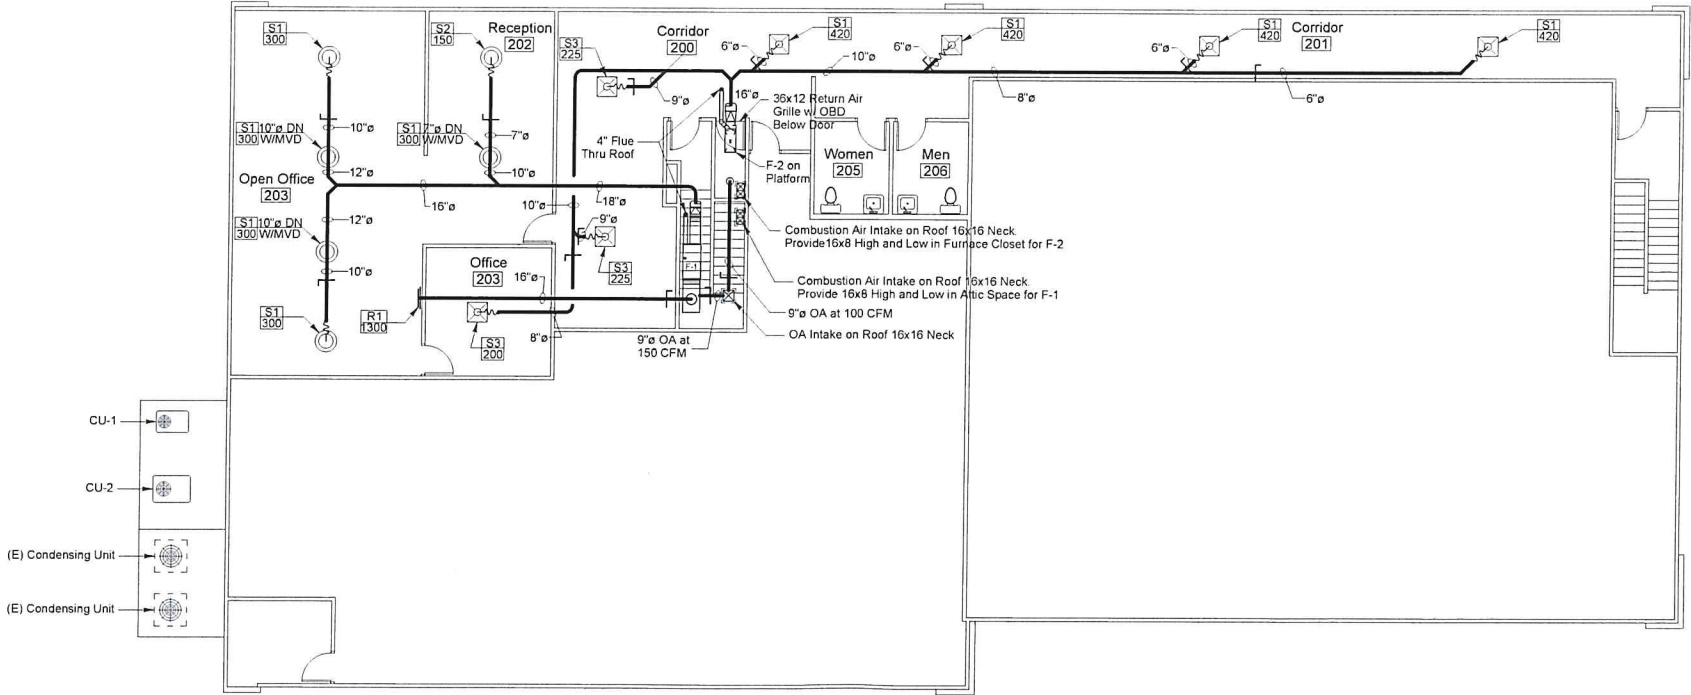 S1
300
S2
150
Reception
202
S3
225
Corridor
200
6"ø
S1
420
6"ø
S1
420
6"ø
S1
420
Corridor
201
S1
420
10"ø
8"ø
6"ø
9"ø
16"ø
36x12 Return Air
Grille w/ OBD
Below Door
4" Flue
Thru Roof
F-2 on
Platform
S1 10"ø DN
300 W/MVD
10"ø
12"ø
S1 7"ø DN
300 W/MVD
7"ø
10"ø
Open Office
203
Women
205
Men
206
16"ø
18"ø
10"ø
9"ø
S1 10"ø DN
300 W/MVD
12"ø
10"ø
Combustion Air Intake on Roof 16x16 Neck
Provide16x8 High and Low in Furnace Closet for F-2
Office
203
16"ø
S3
225
F-1
Combustion Air Intake on Roof 16x16 Neck
Provide 16x8 High and Low in Attic Space for F-1
9"ø OA at 100 CFM
OA Intake on Roof 16x16 Neck
S1
300
R1
1300
S3
200
8"ø
9"ø OA at
150 CFM
CU-1
CU-2
(E) Condensing Unit
(E) Condensing Unit